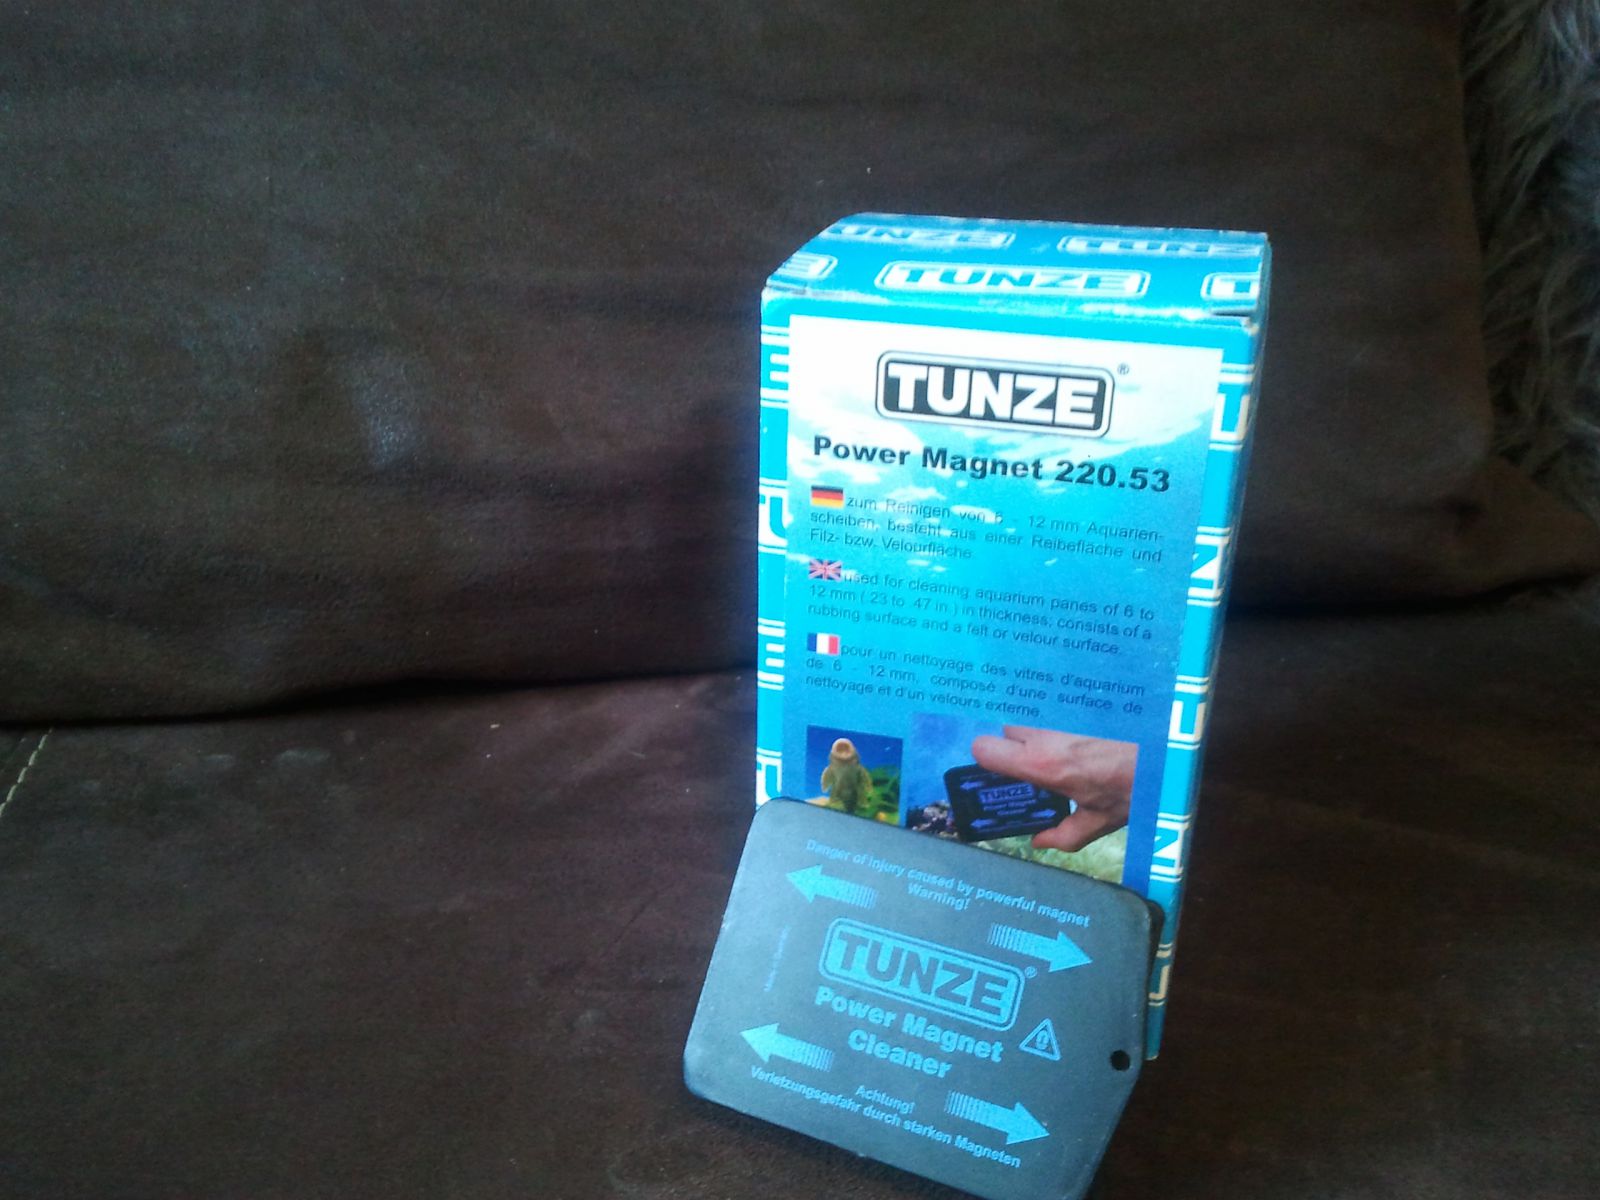 TUNZE
TUNZE
TUNZE®
Power Magnet 220.53
zum Reinigen von 6 - 12 mm Aquarien-
scheiben. Besteht aus einer Reibefläche und
Filz- bzw. Velourfläche.
used for cleaning aquarium panes of 6 to
12 mm (.23 to .47 in.) in thickness; consists of a
rubbing surface and a felt or velour surface.
pour un nettoyage des vitres d'aquarium
de 6 - 12 mm, composé d'une surface de
nettoyage et d'un velours externe.
TUNZE
Power Magnet
Cleaner
Danger of injury caused by powerful magnet
Warning!
TUNZE®
Power Magnet
Cleaner
Achtung!
Verletzungsgefahr durch starken Magneten